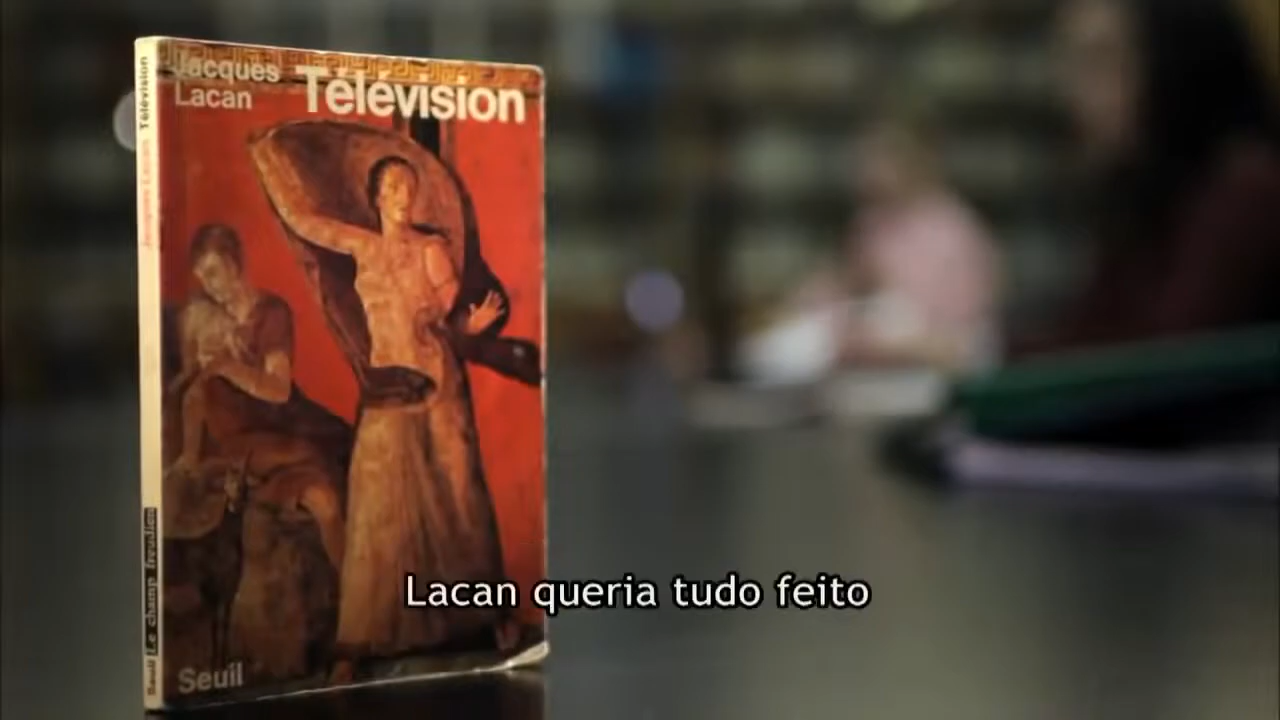 Jacques
Lacan
Télévision
Jacques Lacan Télévision
Seuil Le champ freudien
Seuil
Lacan queria tudo feito